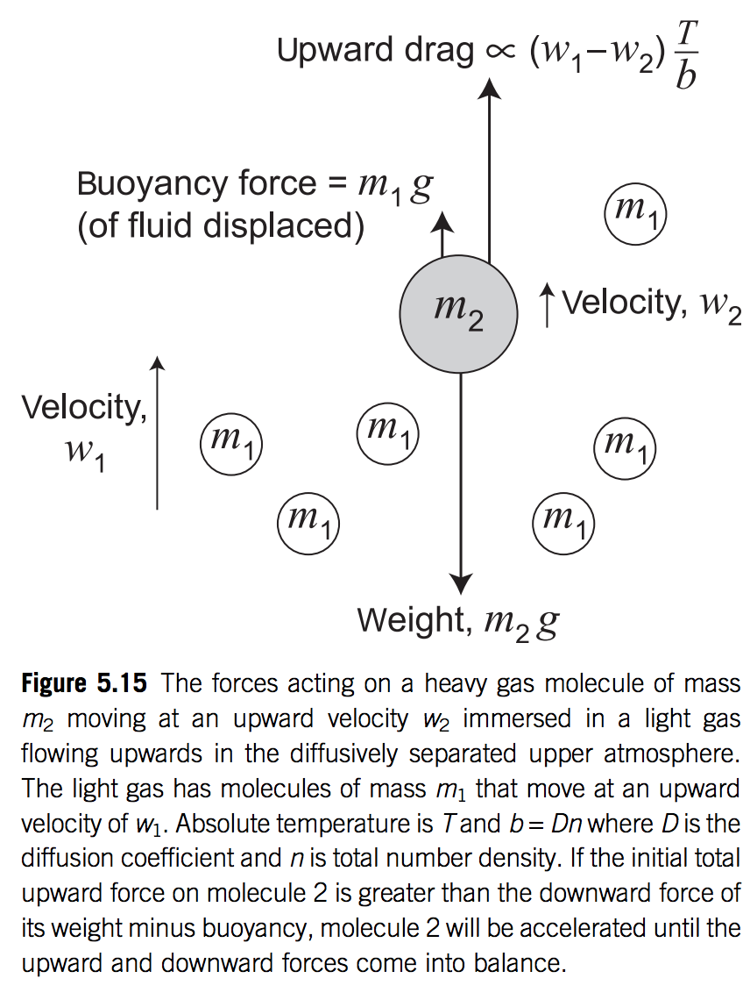 Upward drag ∝ (w₁−w₂) T/b
Buoyancy force = m₁ g
(of fluid displaced)
m₁
m₂
Velocity, w₂
Velocity,
w₁
m₁
m₁
m₁
m₁
m₁
Weight, m₂ g
Figure 5.15 The forces acting on a heavy gas molecule of mass
m₂ moving at an upward velocity w₂ immersed in a light gas
flowing upwards in the diffusively separated upper atmosphere.
The light gas has molecules of mass m₁ that move at an upward
velocity of w₁. Absolute temperature is T and b = Dn where D is the
diffusion coefficient and n is total number density. If the initial total
upward force on molecule 2 is greater than the downward force of
its weight minus buoyancy, molecule 2 will be accelerated until the
upward and downward forces come into balance.